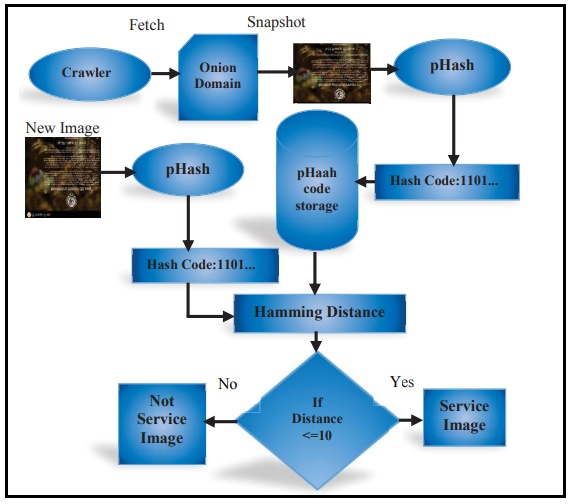 Fetch
Snapshot
Crawler
Onion
Domain
pHash
New Image
pHash
pHaah
code
storage
Hash Code:1101...
Hash Code:1101...
Hamming Distance
No
Yes
If
Distance
<=10
Not
Service
Image
Service
Image